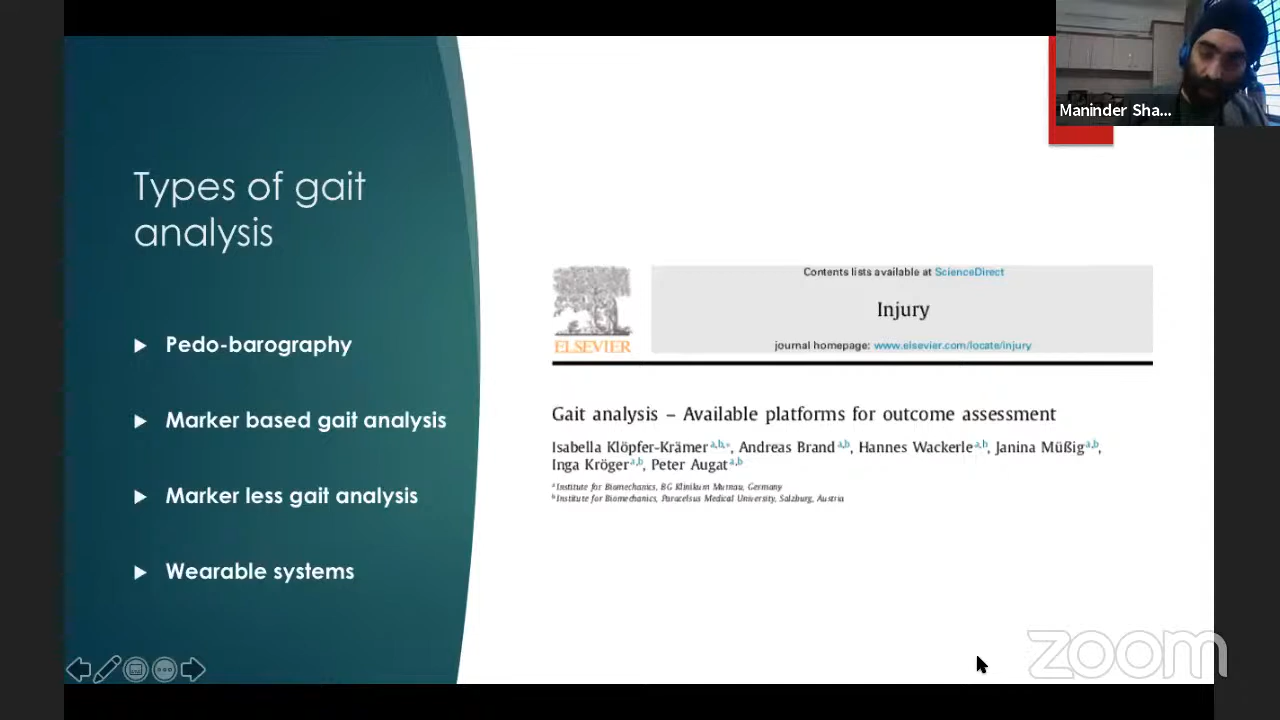 Maninder Sha...
Types of gait
analysis
Pedo-barography
Marker based gait analysis
Marker less gait analysis
Wearable systems
Contents lists available at ScienceDirect
Injury
journal homepage: www.elsevier.com/locate/injury
ELSEVIER
Gait analysis – Available platforms for outcome assessment
Isabella Klöpfer-Krämer a,b,*, Andreas Brand a,b, Hannes Wackerle a,b, Janina Müßig a,b,
Inga Kröger a,b, Peter Augat a,b
a Institute for Biomechanics, BG Klinikum Murnau, Germany
b Institute for Biomechanics, Paracelsus Medical University, Salzburg, Austria
zoom